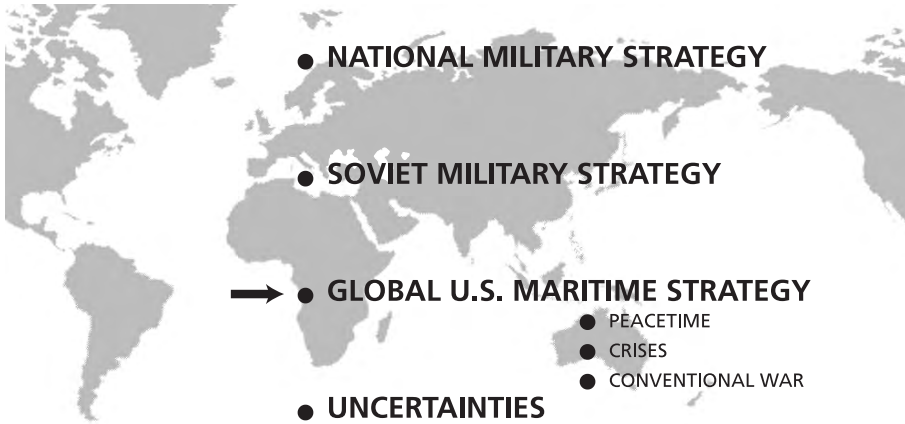 ● NATIONAL MILITARY STRATEGY
● SOVIET MILITARY STRATEGY
➡ ● GLOBAL U.S. MARITIME STRATEGY
● PEACETIME
● CRISES
● CONVENTIONAL WAR
● UNCERTAINTIES